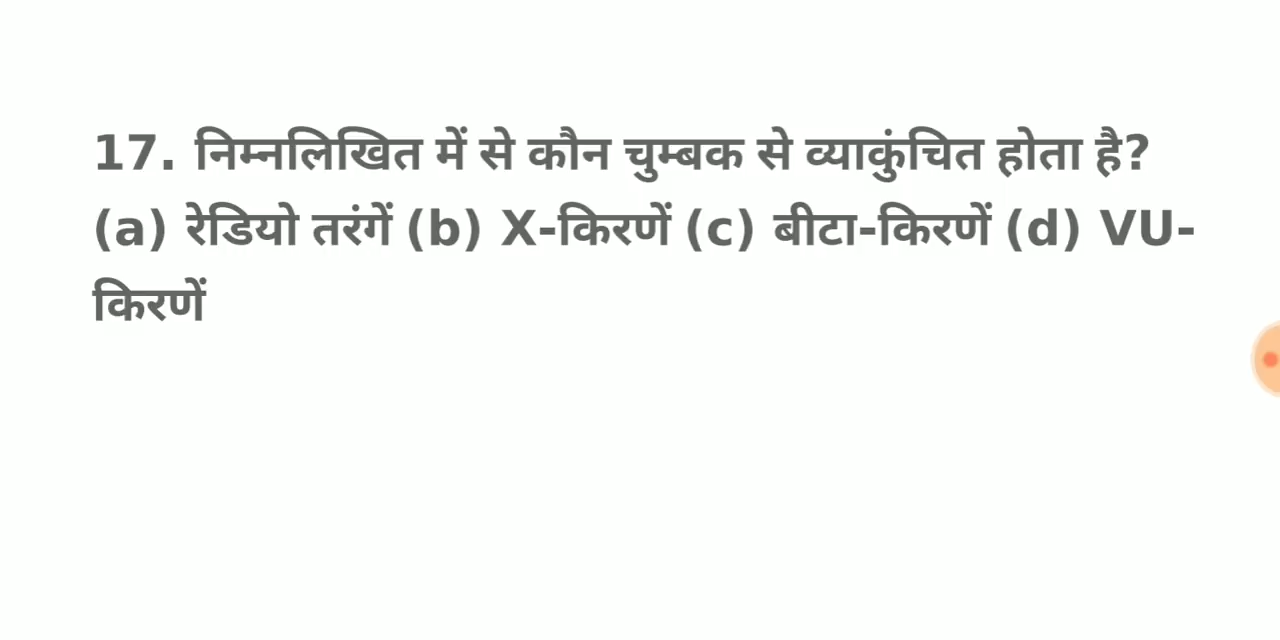 17. निम्नलिखित में से कौन चुम्बक से व्याकुंचित होता है?
(a) रेडियो तरंगें (b) X-किरणें (c) बीटा-किरणें (d) VU-
किरणें